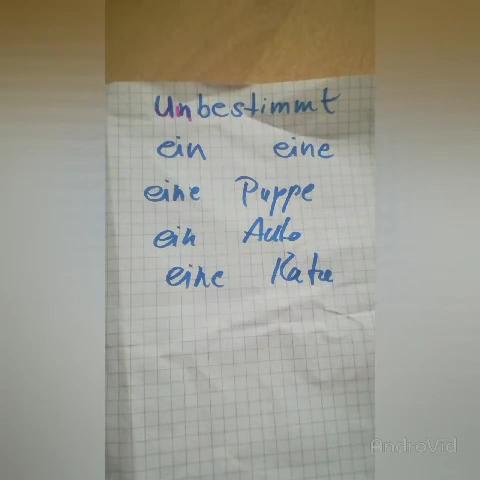 Unbestimmt
ein eine
eine Puppe
ein Auto
eine Katze
AndroVid